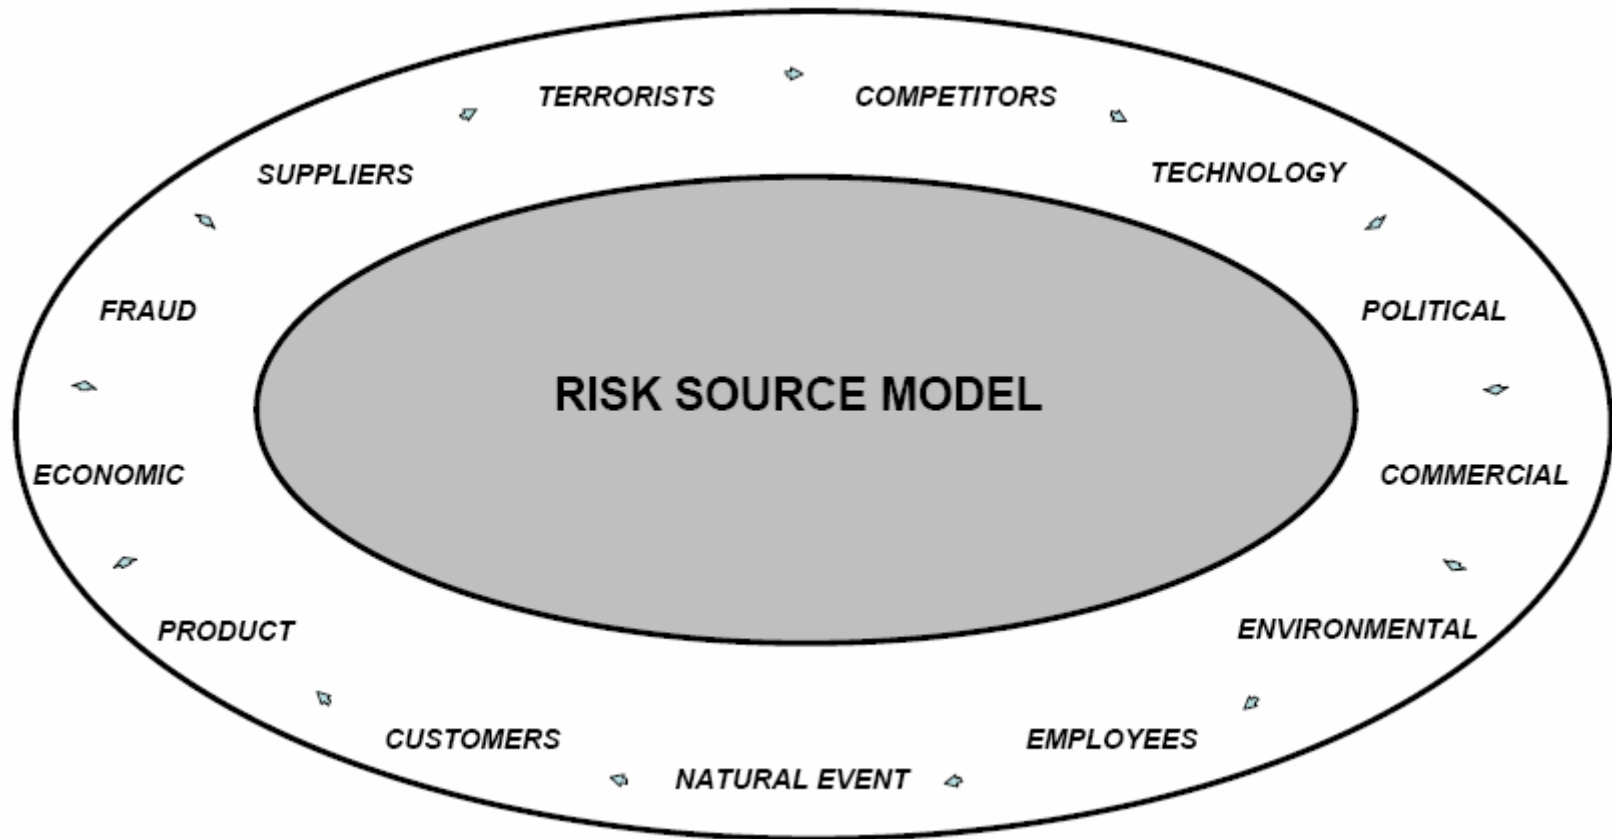 TERRORISTS
COMPETITORS
SUPPLIERS
TECHNOLOGY
FRAUD
POLITICAL
RISK SOURCE MODEL
ECONOMIC
COMMERCIAL
PRODUCT
ENVIRONMENTAL
CUSTOMERS
EMPLOYEES
NATURAL EVENT